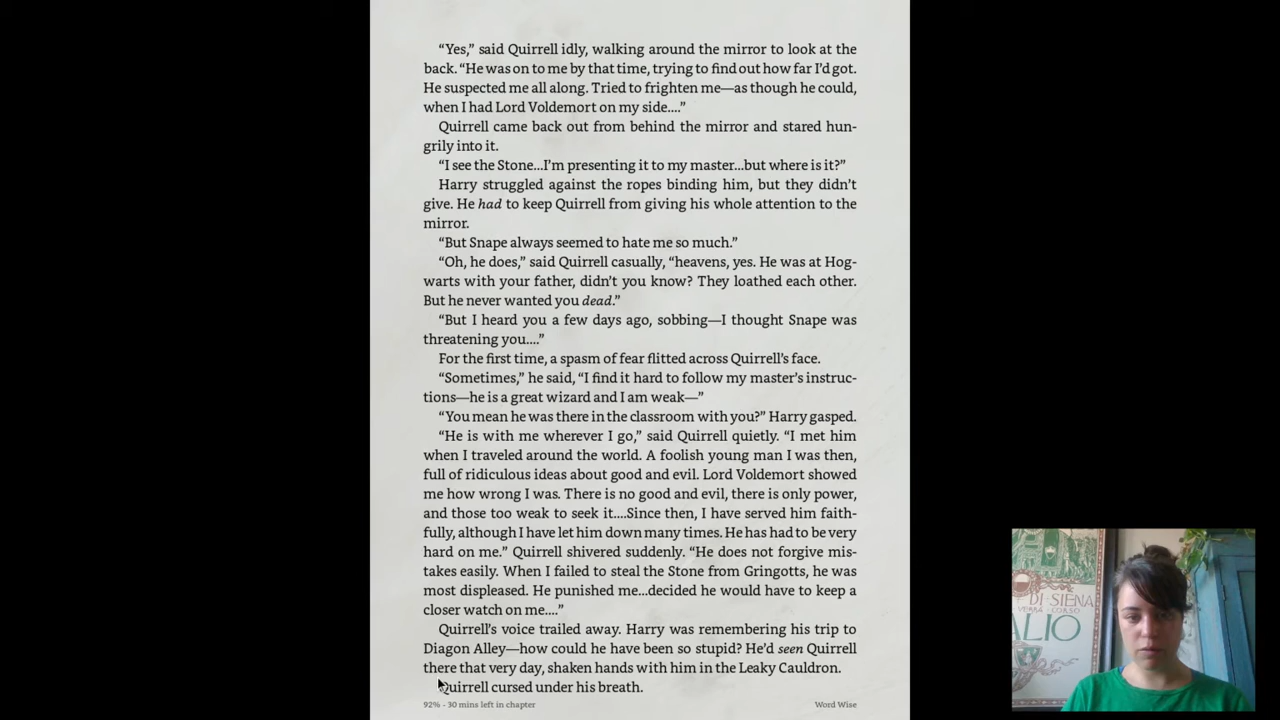 “Yes,” said Quirrell idly, walking around the mirror to look at the
back. “He was on to me by that time, trying to find out how far I’d got.
He suspected me all along. Tried to frighten me—as though he could,
when I had Lord Voldemort on my side....”
Quirrell came back out from behind the mirror and stared hun-
grily into it.
“I see the Stone...I’m presenting it to my master...but where is it?”
Harry struggled against the ropes binding him, but they didn’t
give. He had to keep Quirrell from giving his whole attention to the
mirror.
“But Snape always seemed to hate me so much.”
“Oh, he does,” said Quirrell casually, “heavens, yes. He was at Hog-
warts with your father, didn’t you know? They loathed each other.
But he never wanted you dead.”
“But I heard you a few days ago, sobbing—I thought Snape was
threatening you....”
For the first time, a spasm of fear flitted across Quirrell’s face.
“Sometimes,” he said, “I find it hard to follow my master’s instruc-
tions—he is a great wizard and I am weak—”
“You mean he was there in the classroom with you?” Harry gasped.
“He is with me wherever I go,” said Quirrell quietly. “I met him
when I traveled around the world. A foolish young man I was then,
full of ridiculous ideas about good and evil. Lord Voldemort showed
me how wrong I was. There is no good and evil, there is only power,
and those too weak to seek it....Since then, I have served him faith-
fully, although I have let him down many times. He has had to be very
hard on me.” Quirrell shivered suddenly. “He does not forgive mis-
takes easily. When I failed to steal the Stone from Gringotts, he was
most displeased. He punished me...decided he would have to keep a
closer watch on me....”
Quirrell’s voice trailed away. Harry was remembering his trip to
Diagon Alley—how could he have been so stupid? He’d seen Quirrell
there that very day, shaken hands with him in the Leaky Cauldron.
Quirrell cursed under his breath.
92% - 30 mins left in chapter
Word Wise
DI SIENA
ALIO